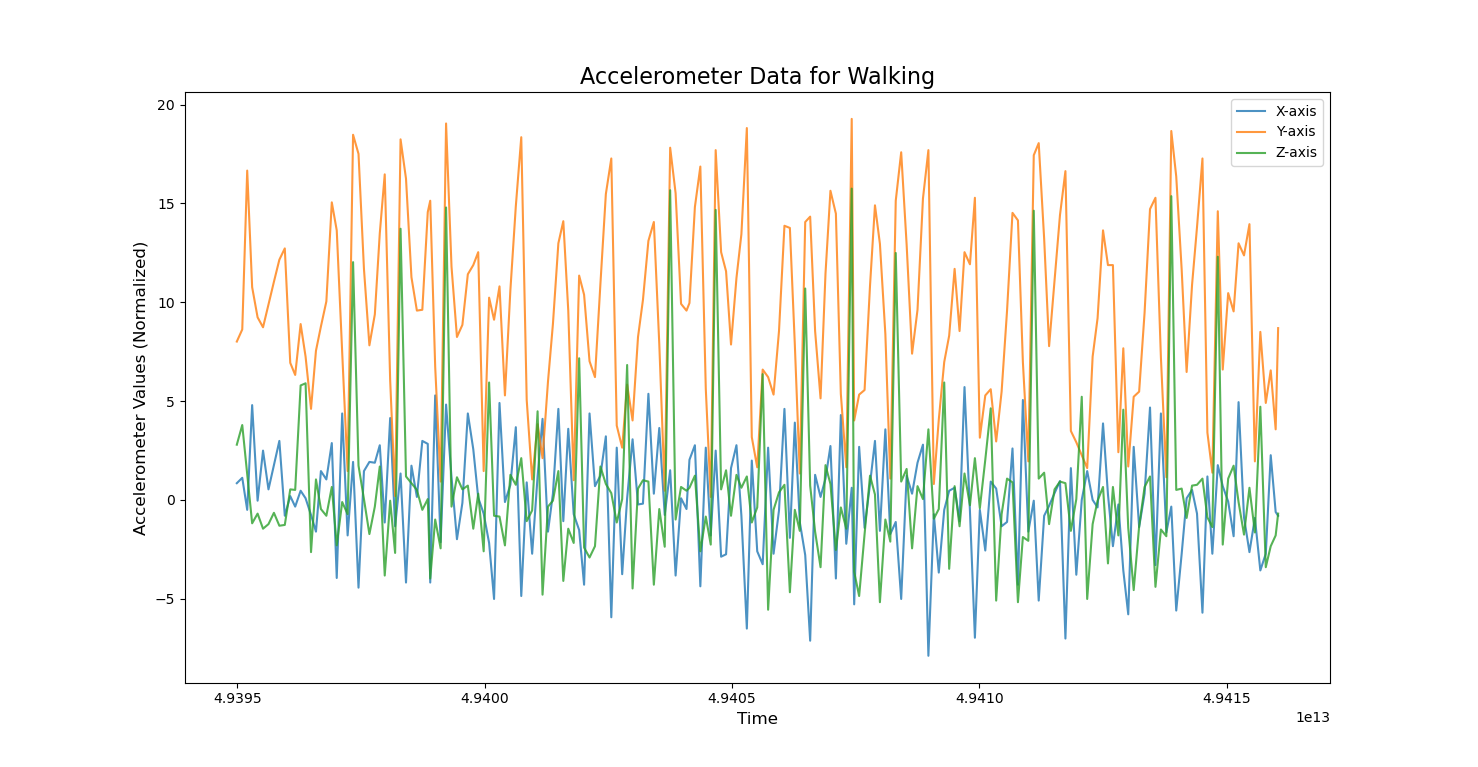 Accelerometer Data for Walking
Accelerometer Values (Normalized)
20
15
10
5
0
−5
X-axis
Y-axis
Z-axis
4.9395 4.9400 4.9405 4.9410 4.9415
1e13
Time